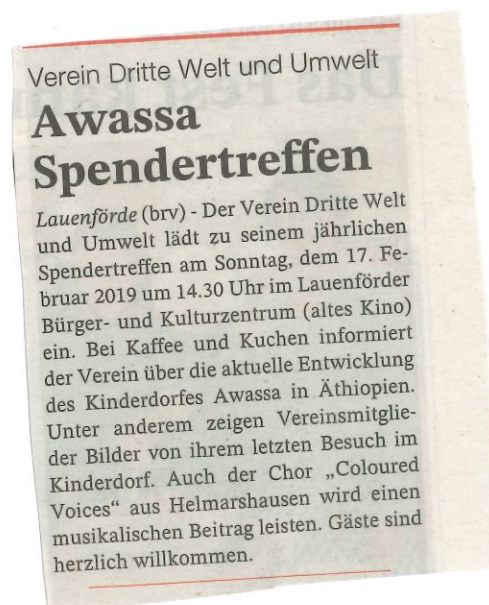 Verein Dritte Welt und Umwelt
Awassa
Spendertreffen
Lauenförde (brv) - Der Verein Dritte Welt
und Umwelt lädt zu seinem jährlichen
Spendertreffen am Sonntag, dem 17. Fe-
bruar 2019 um 14.30 Uhr im Lauenförder
Bürger- und Kulturzentrum (altes Kino)
ein. Bei Kaffee und Kuchen informiert
der Verein über die aktuelle Entwicklung
des Kinderdorfes Awassa in Äthiopien.
Unter anderem zeigen Vereinsmitglie-
der Bilder von ihrem letzten Besuch im
Kinderdorf. Auch der Chor „Coloured
Voices“ aus Helmarshausen wird einen
musikalischen Beitrag leisten. Gäste sind
herzlich willkommen.